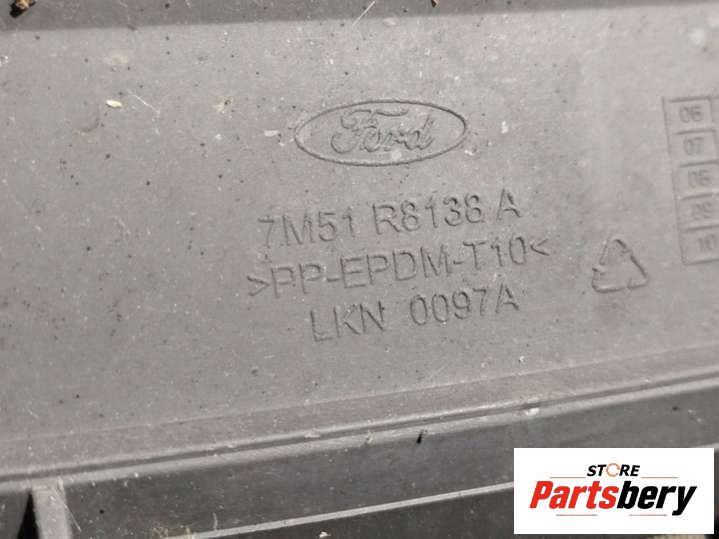 Ford
7M51 R8138 A
>PP-EPDM-T10<
LKN 0097A
06
07
08
09
10
STORE
Partsbery